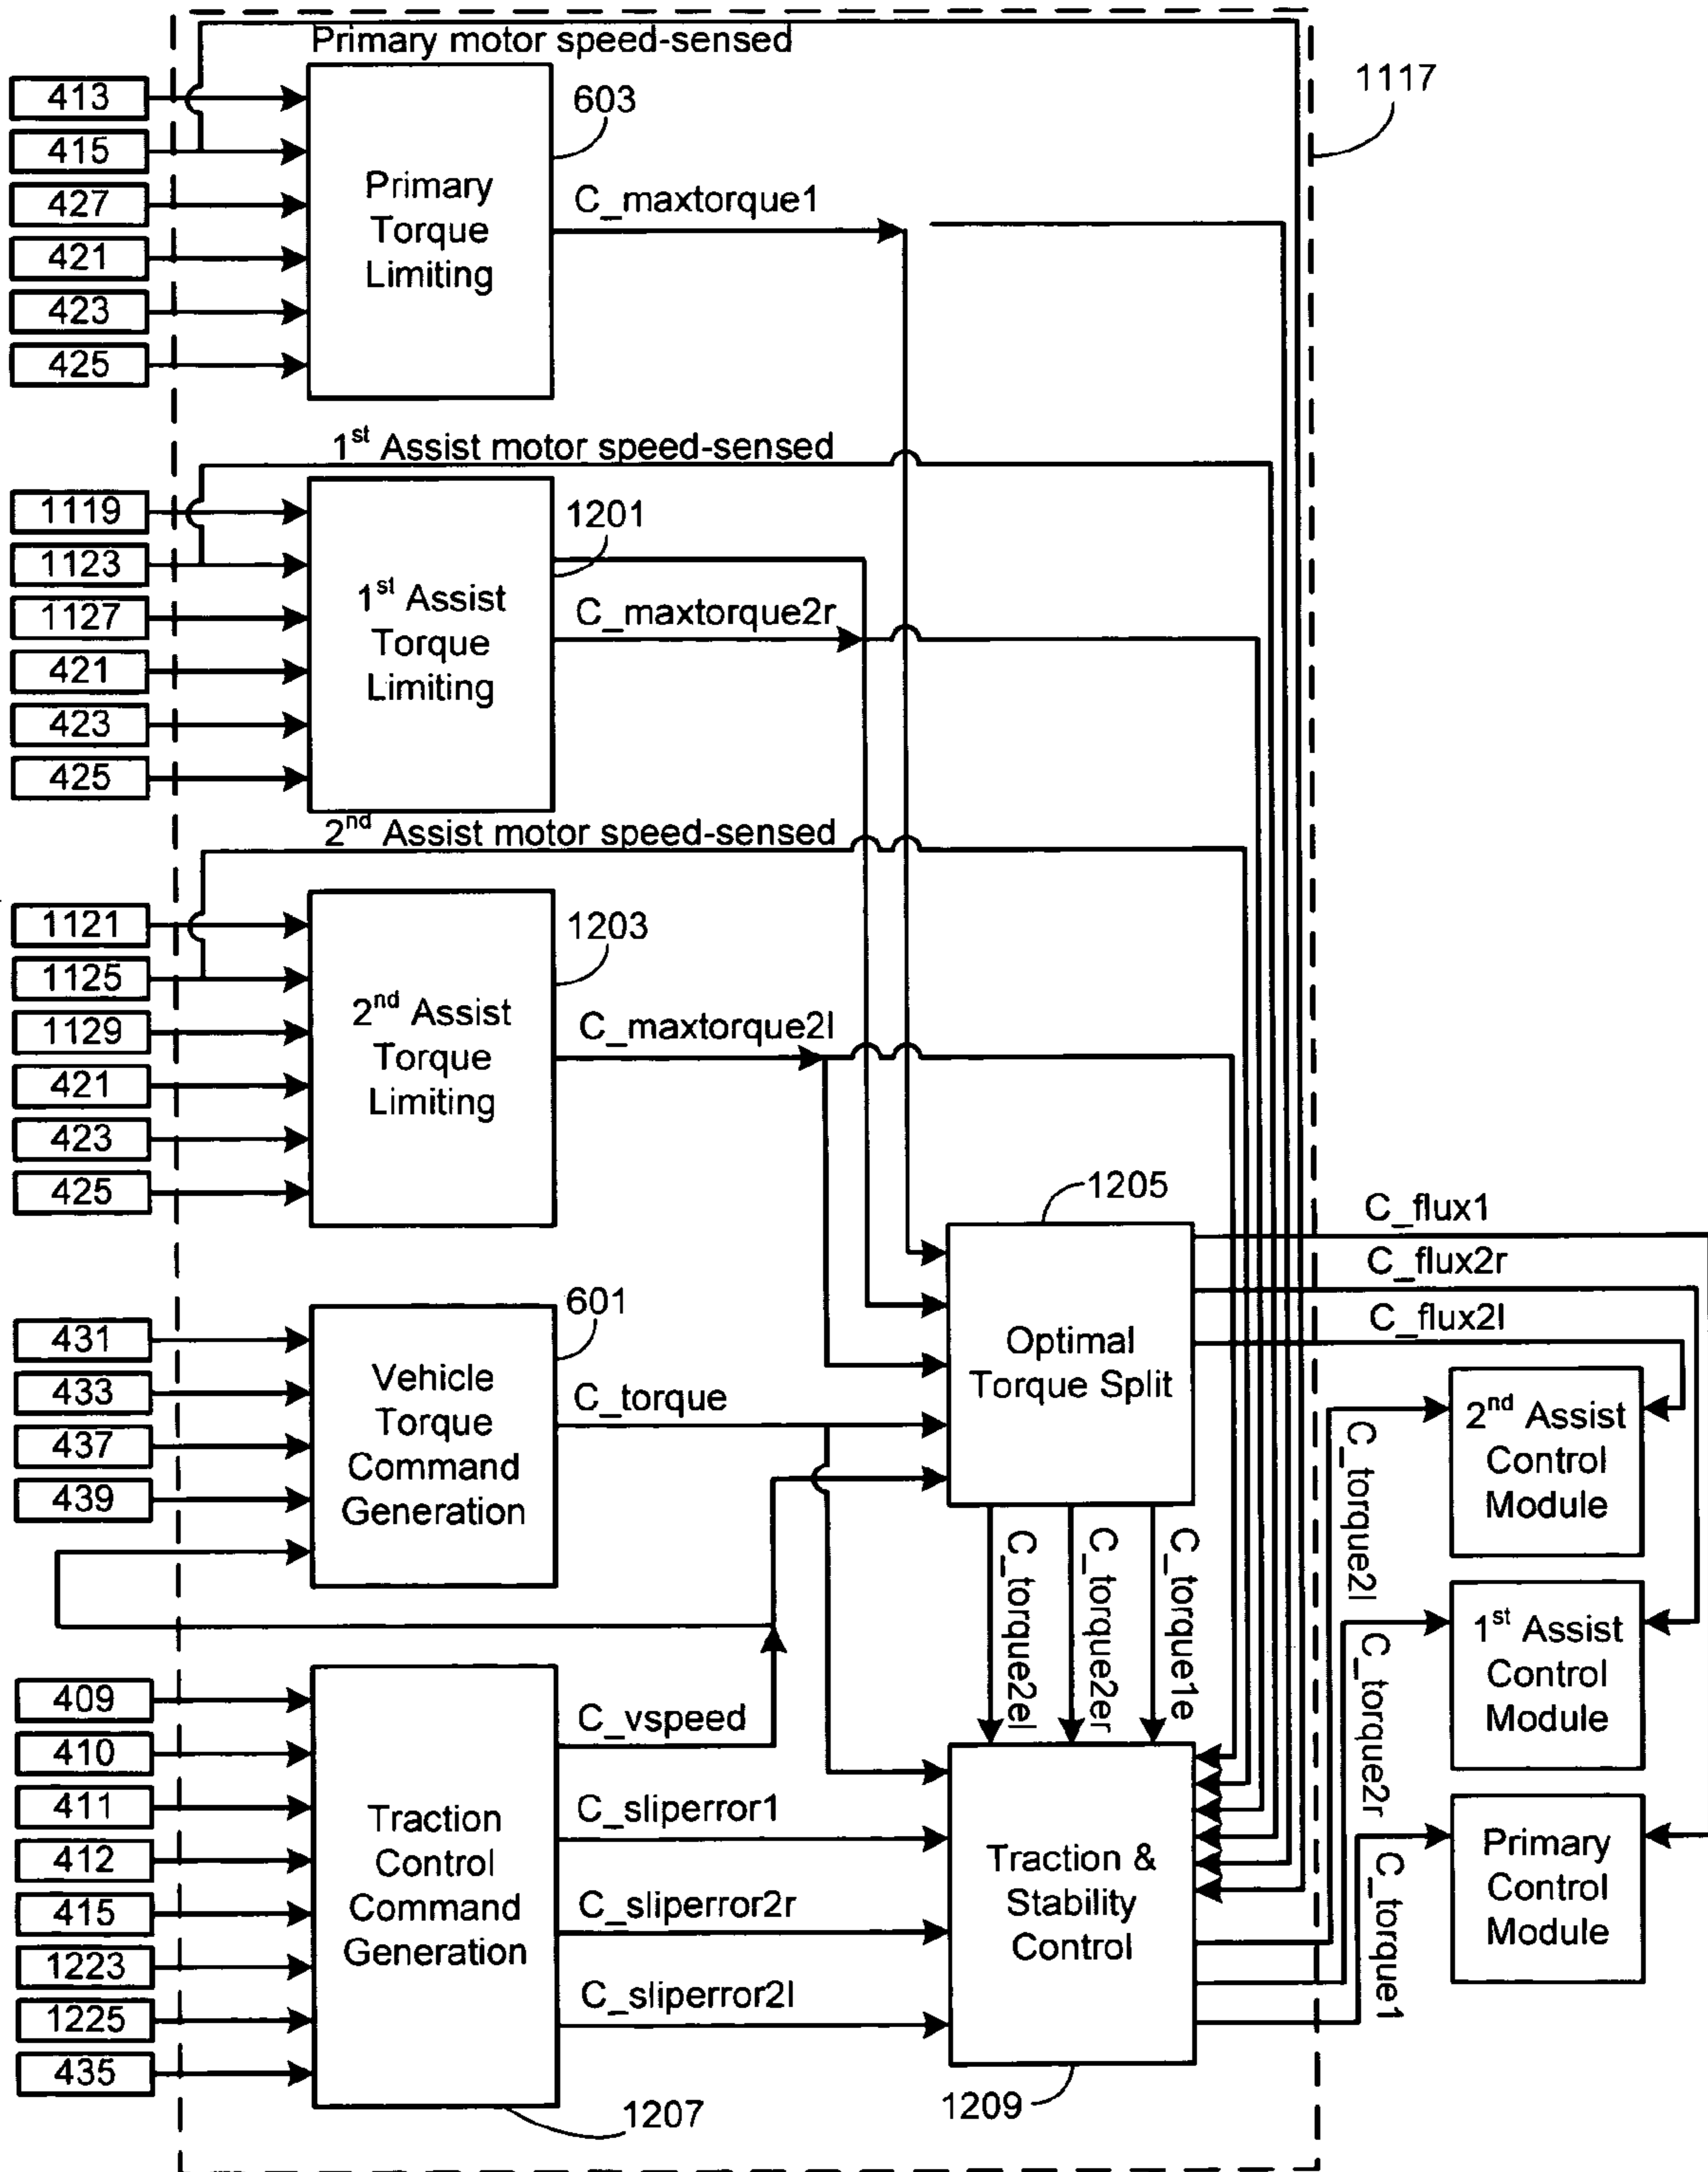 Primary motor speed-sensed
1117
413
415
427
421
423
425
603
Primary
Torque
Limiting
C_maxtorque1
1st Assist motor speed-sensed
1119
1123
1127
421
423
425
1201
1st Assist
Torque
Limiting
C_maxtorque2r
2nd Assist motor speed-sensed
1121
1125
1129
421
423
425
1203
2nd Assist
Torque
Limiting
C_maxtorque2l
1205
Optimal
Torque Split
C_flux1
C_flux2r
C_flux2l
431
433
437
439
601
Vehicle
Torque
Command
Generation
C_torque
C_torque2el
C_torque2er
C_torque1e
C_torque2l
2nd Assist
Control
Module
C_torque2r
1st Assist
Control
Module
C_torque1
Primary
Control
Module
409
410
411
412
415
1223
1225
435
Traction
Control
Command
Generation
1207
C_vspeed
C_sliperror1
C_sliperror2r
C_sliperror2l
Traction &
Stability
Control
1209